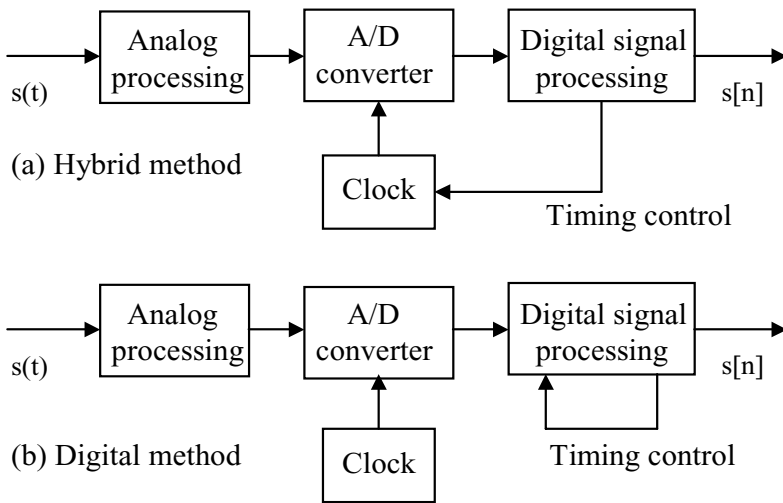 Analog
processing
A/D
converter
Digital signal
processing
s(t)
s[n]
(a) Hybrid method
Clock
Timing control
Analog
processing
A/D
converter
Digital signal
processing
s(t)
s[n]
(b) Digital method
Clock
Timing control